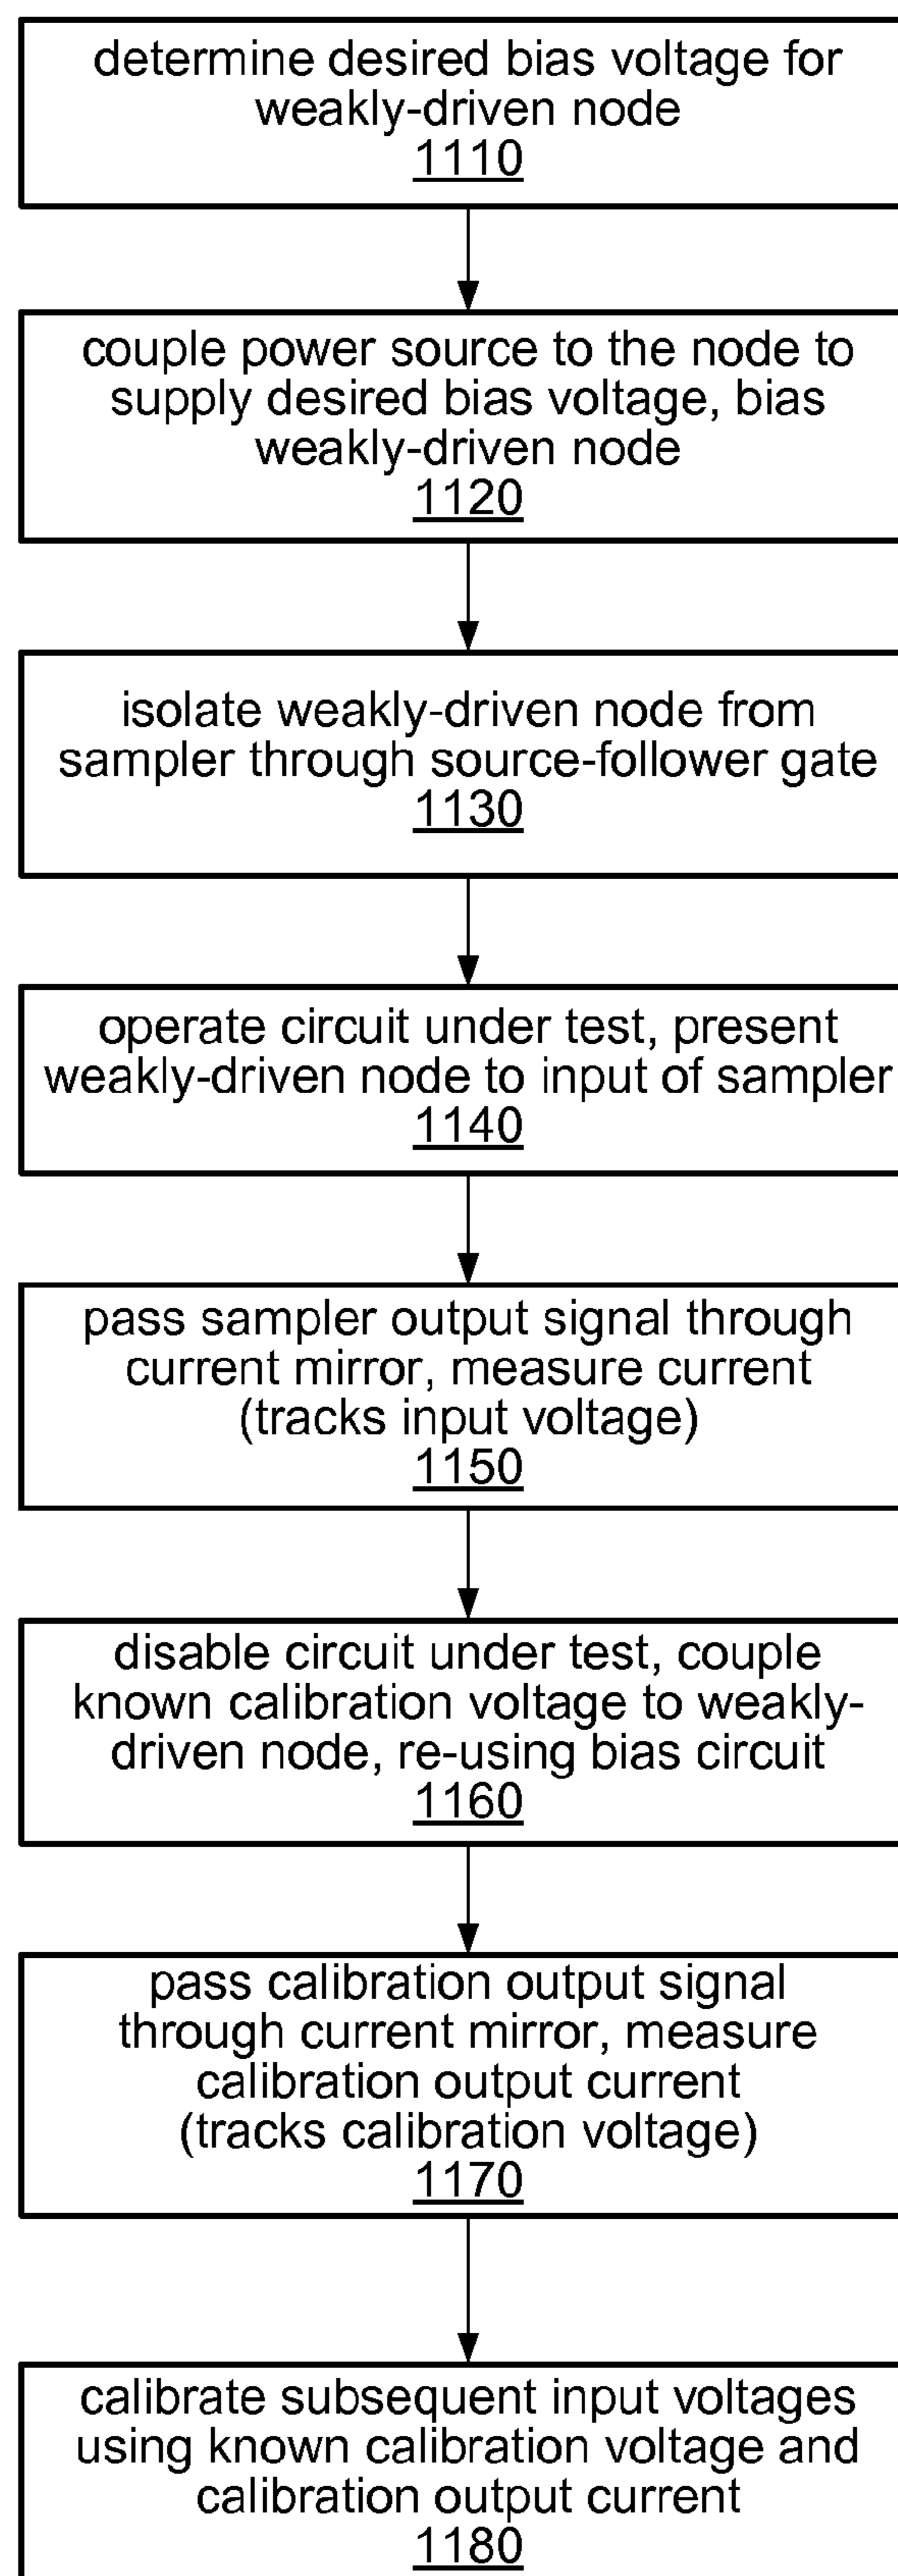 determine desired bias voltage for
weakly-driven node
1110
couple power source to the node to
supply desired bias voltage, bias
weakly-driven node
1120
isolate weakly-driven node from
sampler through source-follower gate
1130
operate circuit under test, present
weakly-driven node to input of sampler
1140
pass sampler output signal through
current mirror, measure current
(tracks input voltage)
1150
disable circuit under test, couple
known calibration voltage to weakly-
driven node, re-using bias circuit
1160
pass calibration output signal
through current mirror, measure
calibration output current
(tracks calibration voltage)
1170
calibrate subsequent input voltages
using known calibration voltage and
calibration output current
1180